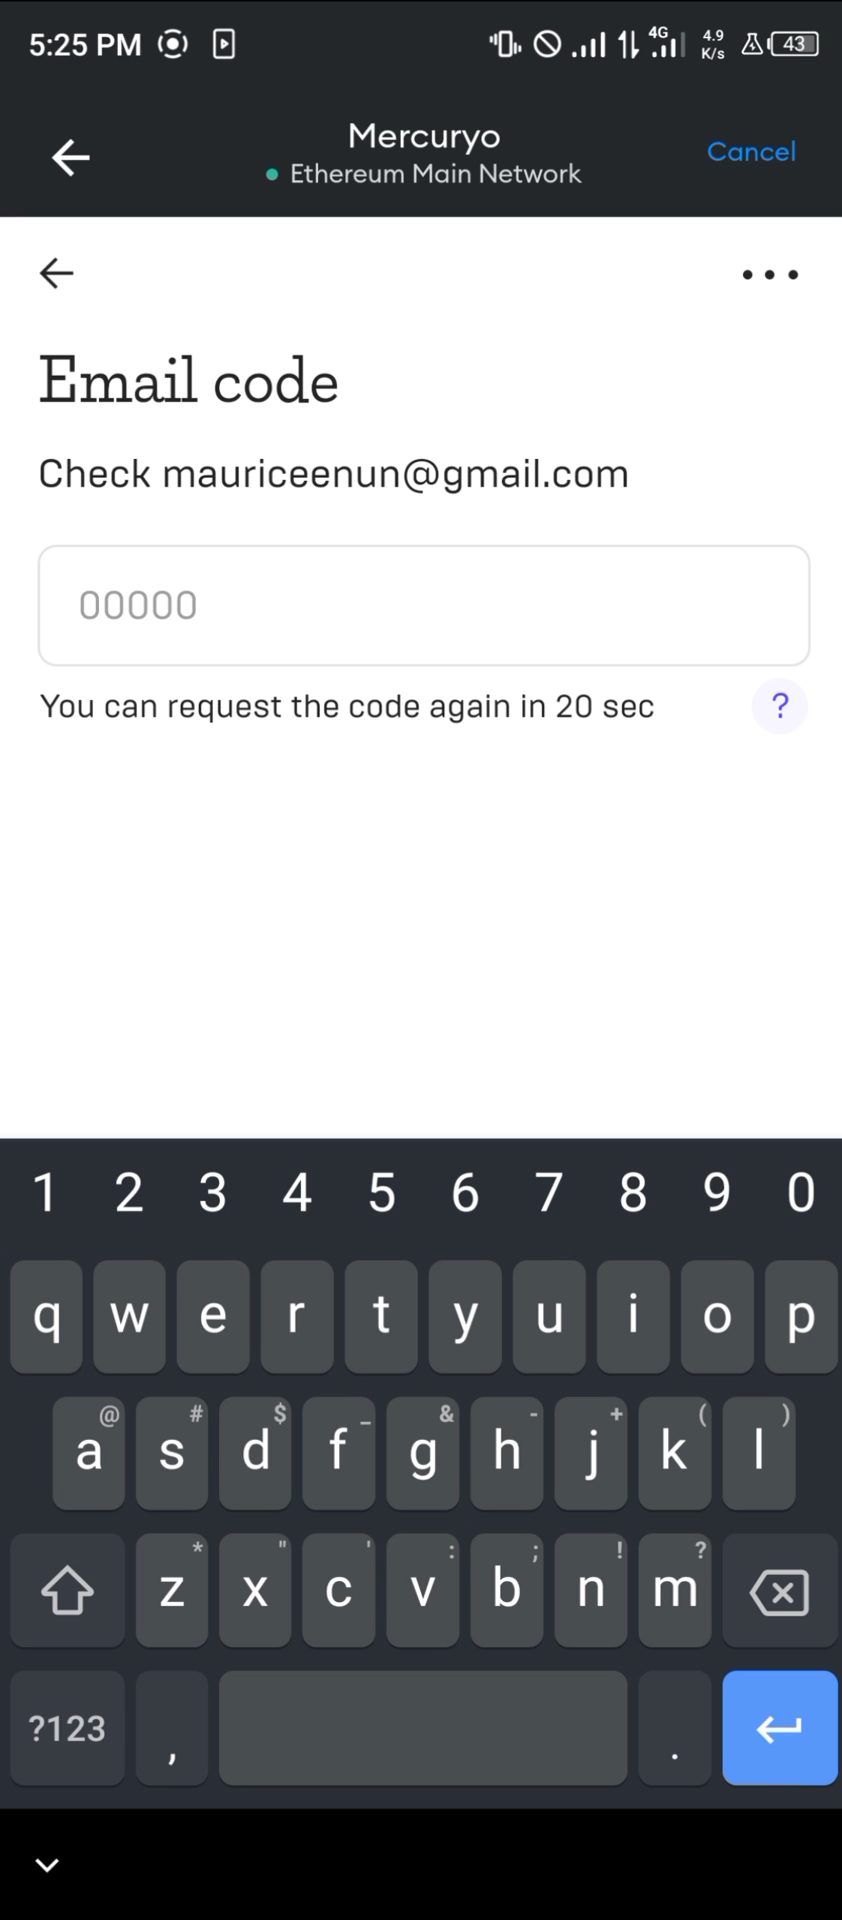 5:25 PM 4G 4.9 K/s 43
Mercuryo
Ethereum Main Network
Cancel
Email code
Check mauriceenun@gmail.com
00000
You can request the code again in 20 sec ?
1 2 3 4 5 6 7 8 9 0
q w e r t y u i o p
@ # $ _ & - + ( )
a s d f g h j k l
* " ' : ; ! ?
z x c v b n m
?123 , .